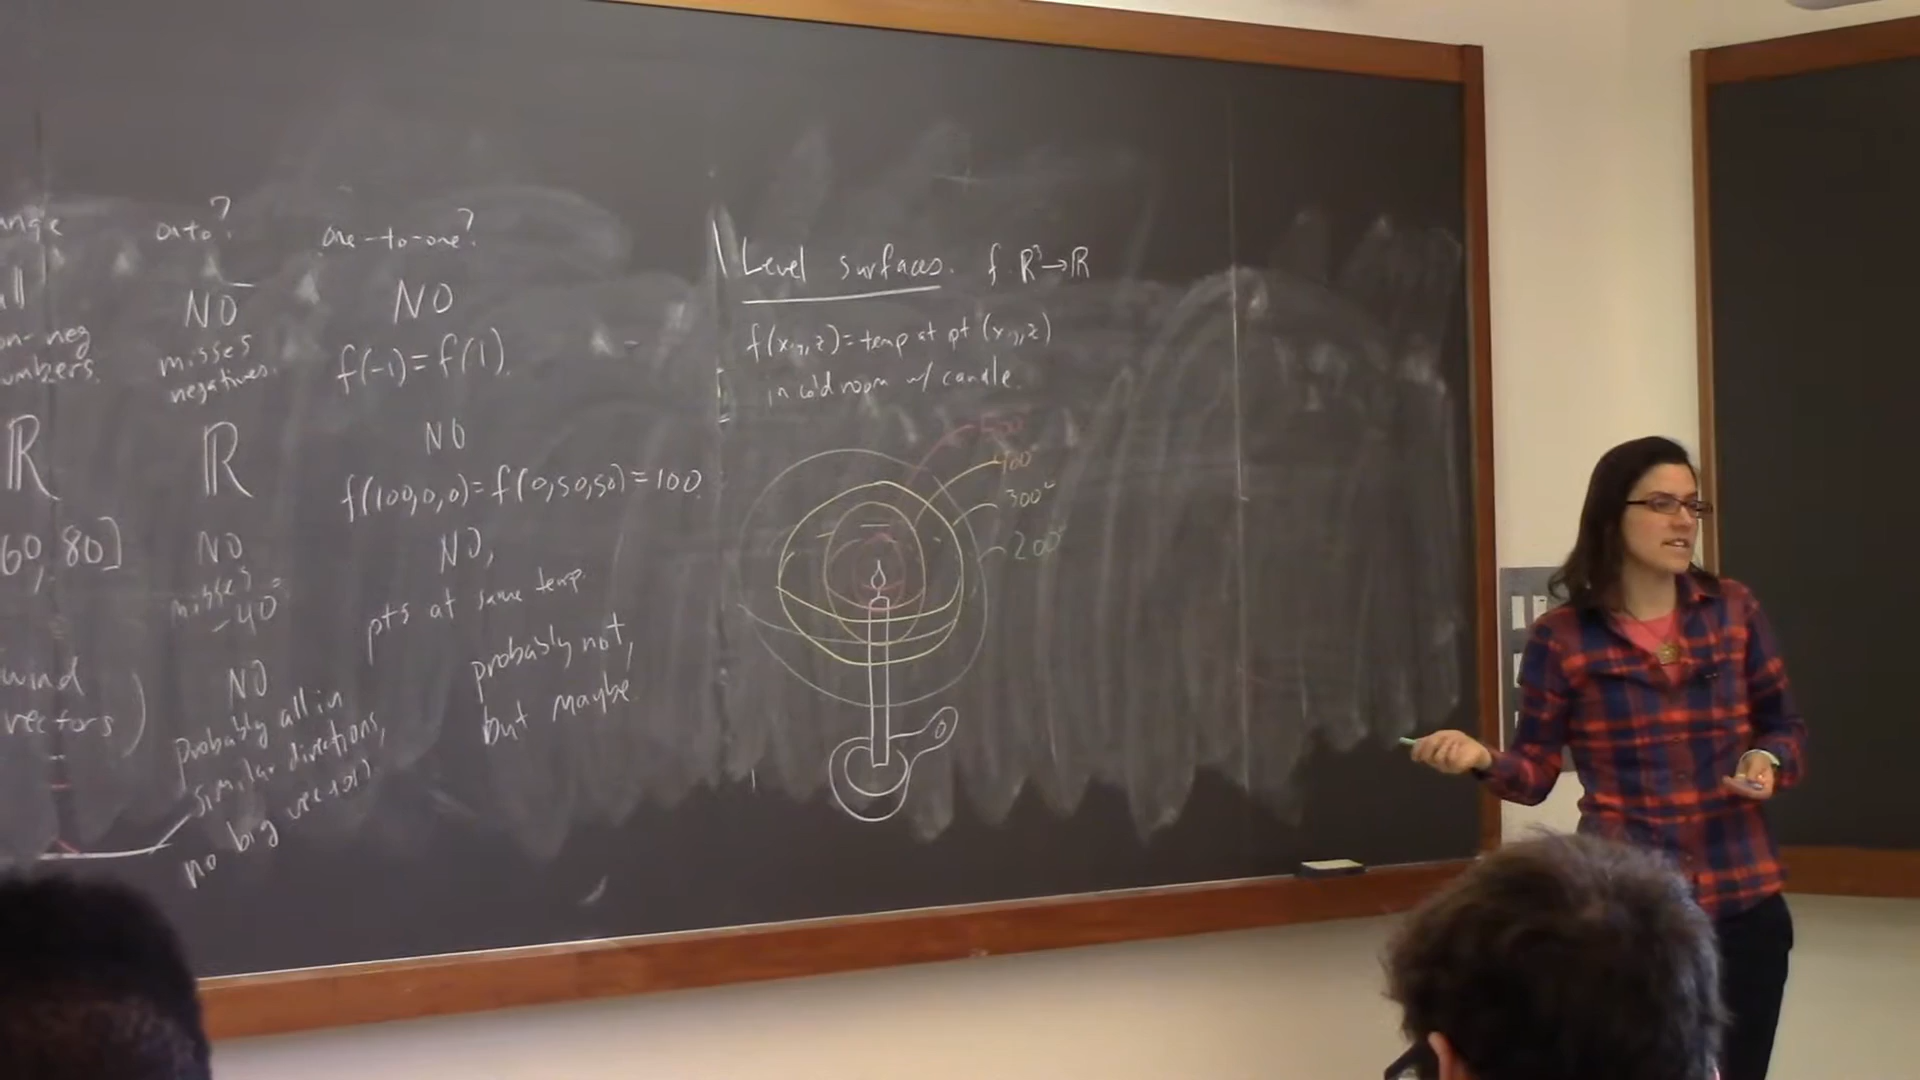 onto? one-to-one?
NO
misses
negatives.
NO
f(-1)=f(1).
numbers.
ℝ
ℝ
NO
f(100,0,0)=f(0,50,50)=100.
60,80]
NO
misses
-40°
NO,
pts at same temp.
wind
vectors)
NO
probably all in
similar directions,
no big vectors
probably not,
but maybe.
Level surfaces. f: ℝ³→ℝ
f(x,y,z)=temp at pt (x,y,z)
in cold room w/ candle.
500°
400°
300°
200°